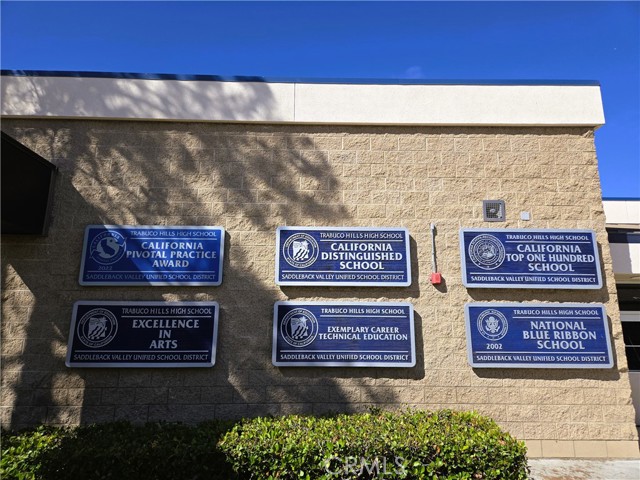 TRABUCO HILLS HIGH SCHOOL
CALIFORNIA
PIVOTAL PRACTICE
AWARD
2022
SADDLEBACK VALLEY UNIFIED SCHOOL DISTRICT
TRABUCO HILLS HIGH SCHOOL
CALIFORNIA
DISTINGUISHED
SCHOOL
SADDLEBACK VALLEY UNIFIED SCHOOL DISTRICT
TRABUCO HILLS HIGH SCHOOL
CALIFORNIA
TOP ONE HUNDRED
SCHOOL
SADDLEBACK VALLEY UNIFIED SCHOOL DISTRICT
TRABUCO HILLS HIGH SCHOOL
EXCELLENCE
IN
ARTS
SADDLEBACK VALLEY UNIFIED SCHOOL DISTRICT
TRABUCO HILLS HIGH SCHOOL
EXEMPLARY CAREER
TECHNICAL EDUCATION
SADDLEBACK VALLEY UNIFIED SCHOOL DISTRICT
TRABUCO HILLS HIGH SCHOOL
NATIONAL
BLUE RIBBON
SCHOOL
2002
SADDLEBACK VALLEY UNIFIED SCHOOL DISTRICT
CRMLS